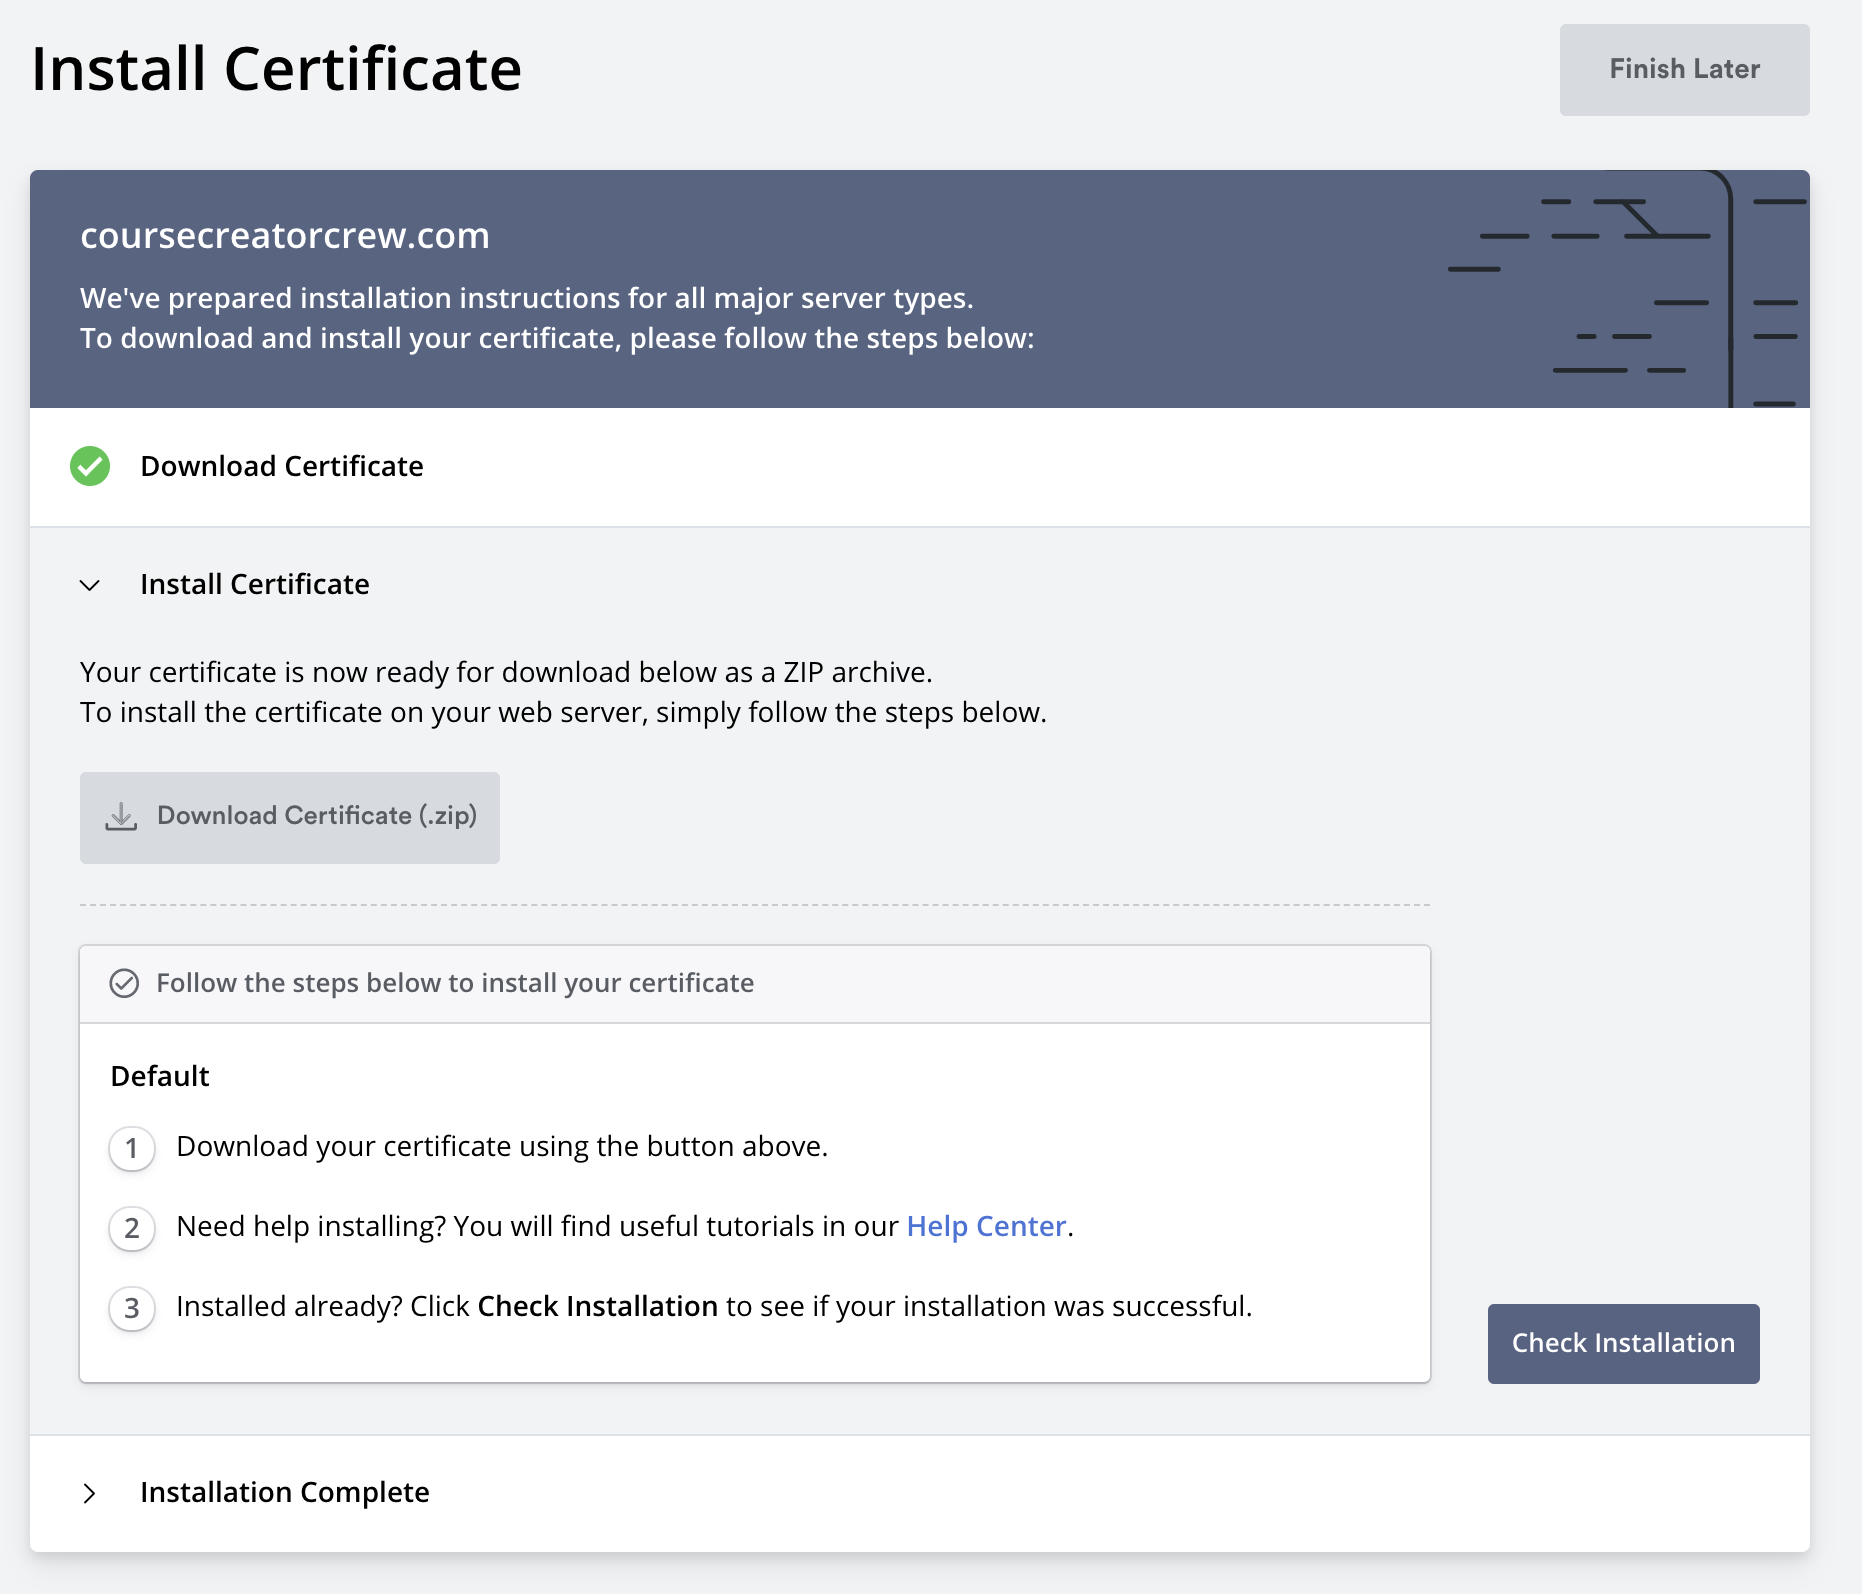 Install Certificate
Finish Later
coursecreatorcrew.com
We've prepared installation instructions for all major server types.
To download and install your certificate, please follow the steps below:
Download Certificate
Install Certificate
Your certificate is now ready for download below as a ZIP archive.
To install the certificate on your web server, simply follow the steps below.
Download Certificate (.zip)
Follow the steps below to install your certificate
Default
1 Download your certificate using the button above.
2 Need help installing? You will find useful tutorials in our Help Center.
3 Installed already? Click Check Installation to see if your installation was successful.
Check Installation
Installation Complete